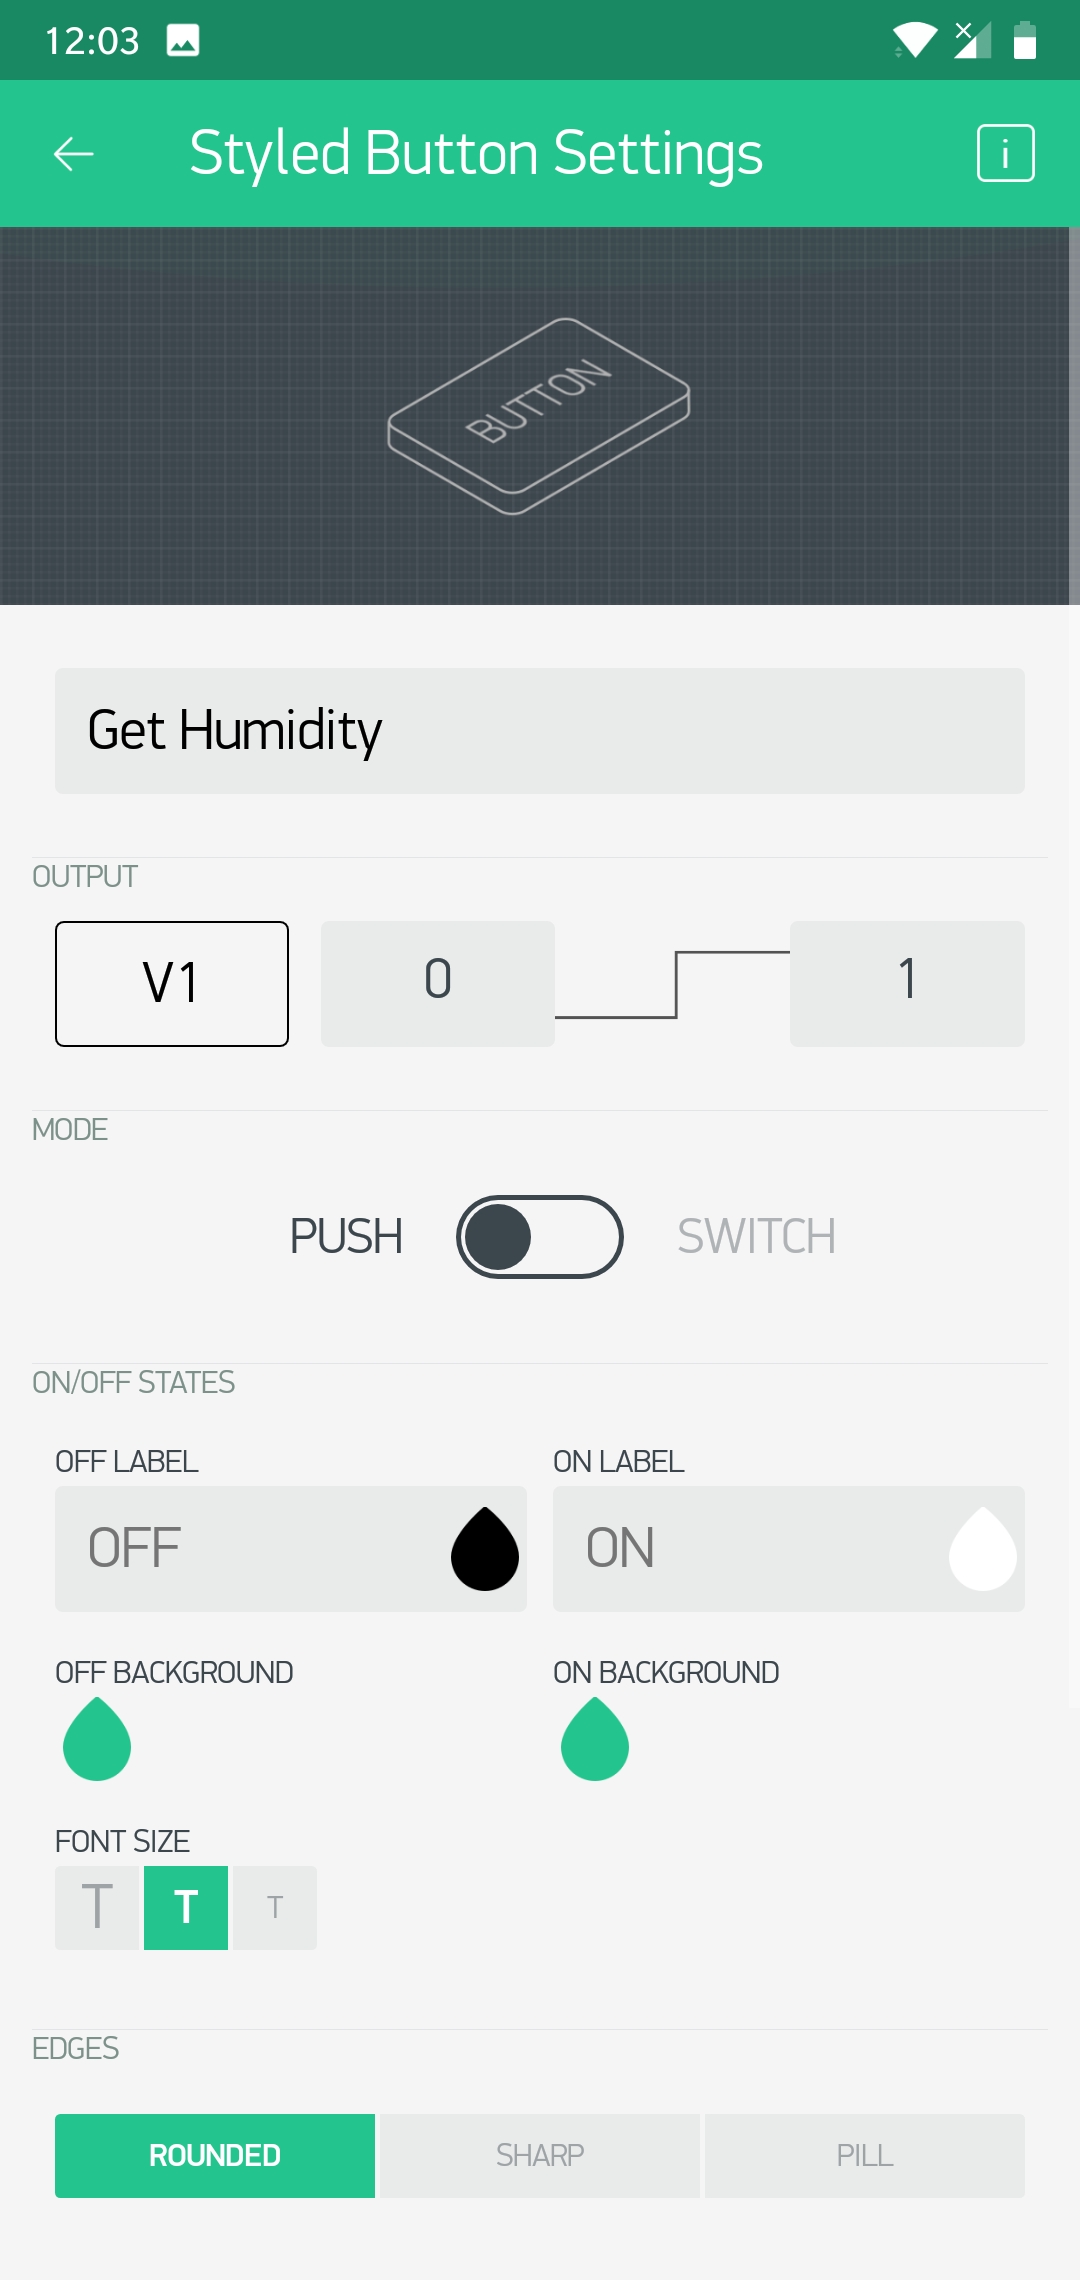 12:03
Styled Button Settings
i
BUTTON
Get Humidity
OUTPUT
V1 0 1
MODE
PUSH SWITCH
ON/OFF STATES
OFF LABEL ON LABEL
OFF ON
OFF BACKGROUND ON BACKGROUND
FONT SIZE
T T T
EDGES
ROUNDED SHARP PILL